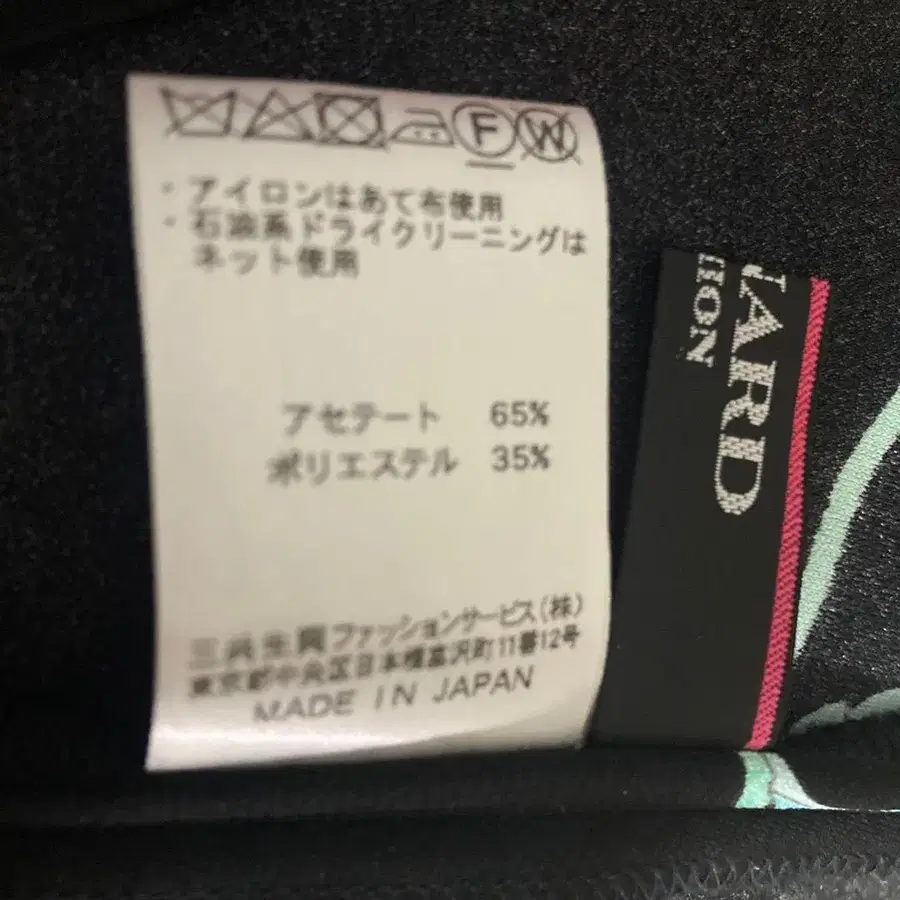 F W
・アイロンはあて布使用
・石油系ドライクリーニングは
ネット使用
アセテート 65%
ポリエステル 35%
三共生興ファッションサービス(株)
東京都中央区日本橋富沢町11番12号
MADE IN JAPAN
NARD
TION